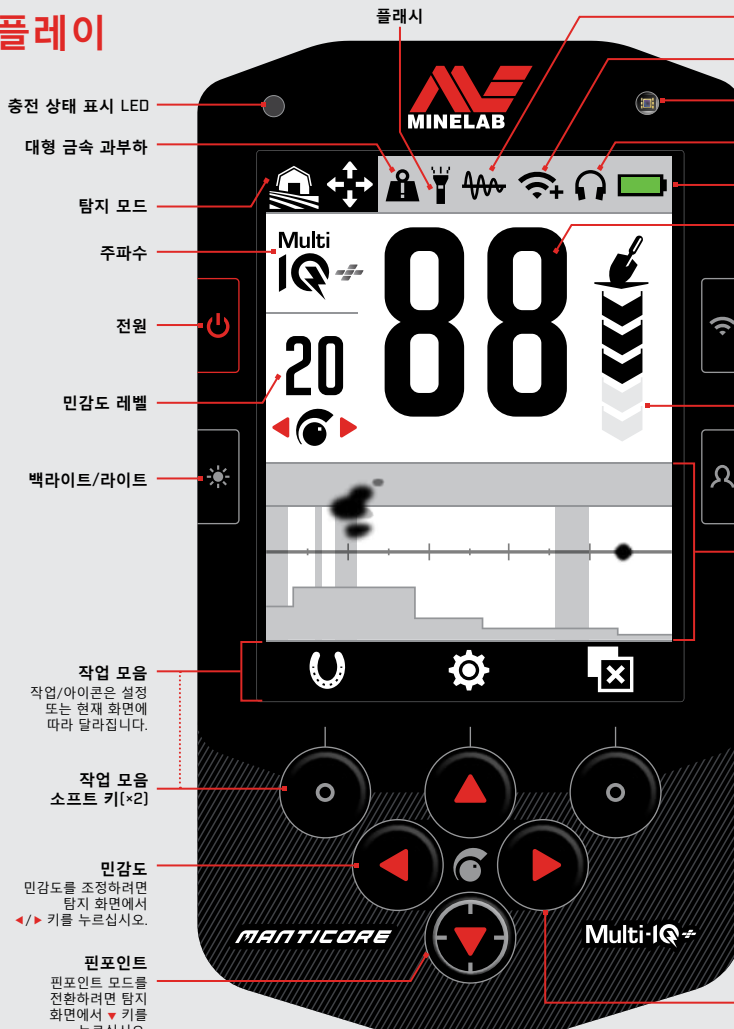 플레이
플래시
충전 상태 표시 LED
대형 금속 과부하
탐지 모드
주파수
전원
민감도 레벨
백라이트/라이트
작업 모음
작업/아이콘은 설정
또는 현재 화면에
따라 달라집니다.
작업 모음
소프트 키(×2)
민감도
민감도를 조정하려면
탐지 화면에서
◄/► 키를 누르십시오.
핀포인트
핀포인트 모드를
전환하려면 탐지
화면에서 ▼ 키를
누르십시오.
MINELAB
Multi
IQ
88
20
MANTICORE
Multi-IQ+